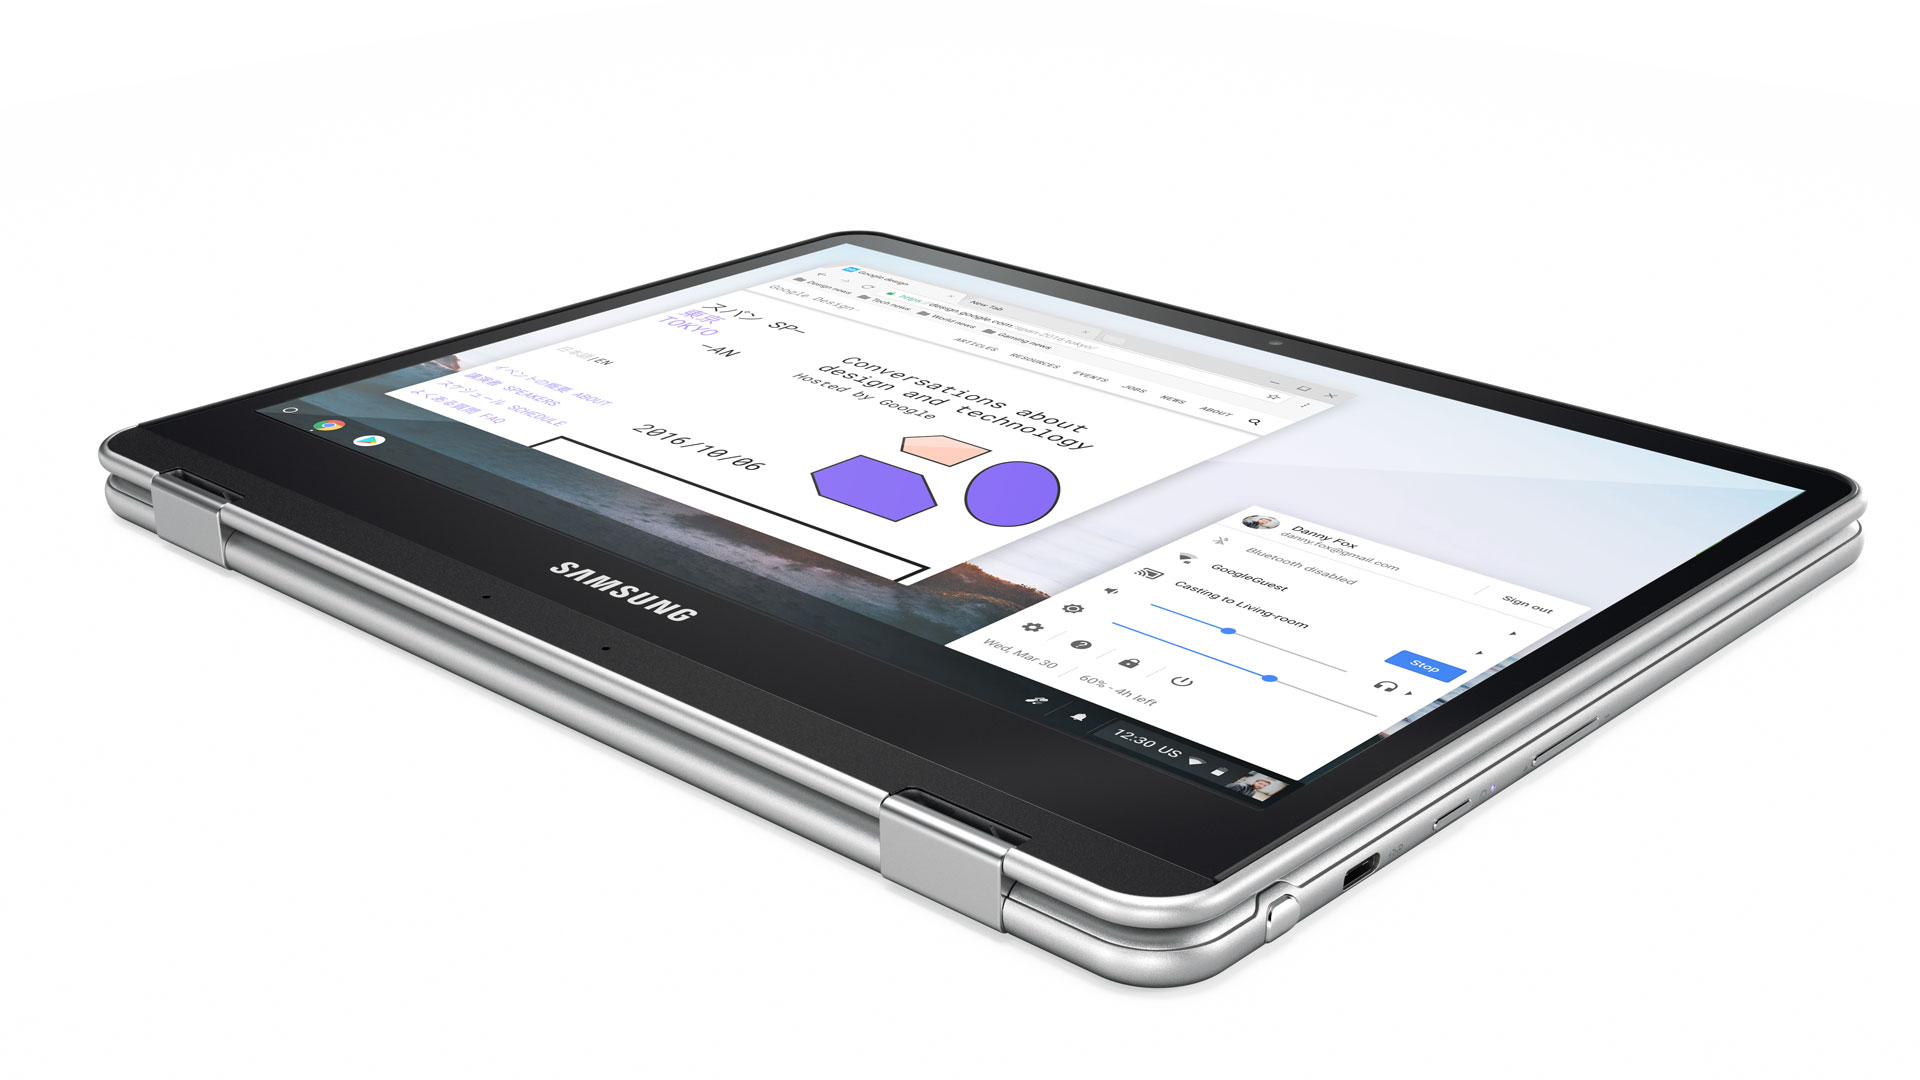 Google design
New Tab
https://design.google.com/span-2016-tokyo/
Design news
Tech news
World news
Gaming news
Google Design
ARTICLES
RESOURCES
EVENTS
JOBS
NEWS
ABOUT
スパン SP-
-AN
東京
TOKYO
日本語|EN
イベントの概要 ABOUT
講演者 SPEAKERS
スケジュール SCHEDULE
よくある質問 FAQ
Conversations about
design and technology
Hosted by Google
2016/10/06
Danny Fox
danny.fox@gmail.com
Sign out
Bluetooth disabled
GoogleGuest
Casting to Living-room
Stop
Wed, Mar 30
60% - 4h left
12:30 US
SAMSUNG